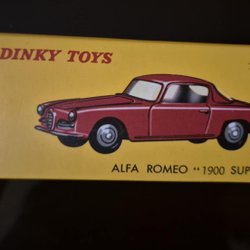 DINKY TOYS
ALFA ROMEO "1900 SUP